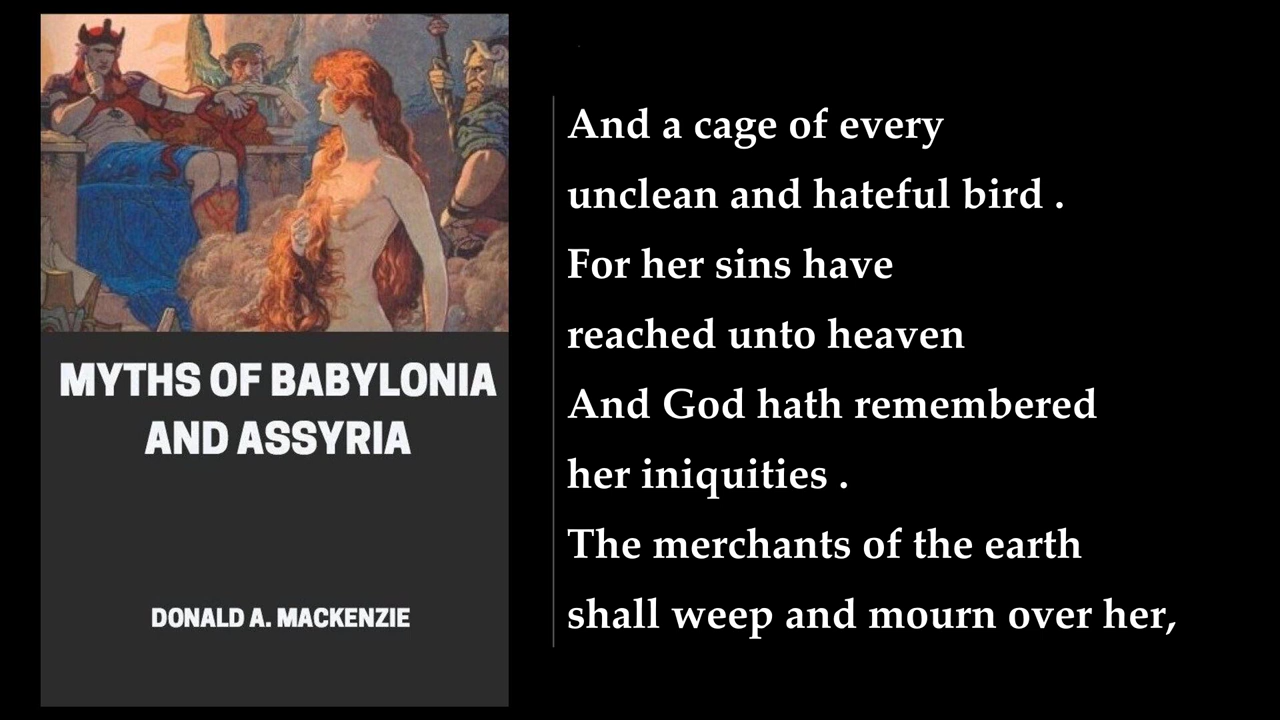 MYTHS OF BABYLONIA
AND ASSYRIA
DONALD A. MACKENZIE
And a cage of every
unclean and hateful bird .
For her sins have
reached unto heaven
And God hath remembered
her iniquities .
The merchants of the earth
shall weep and mourn over her,